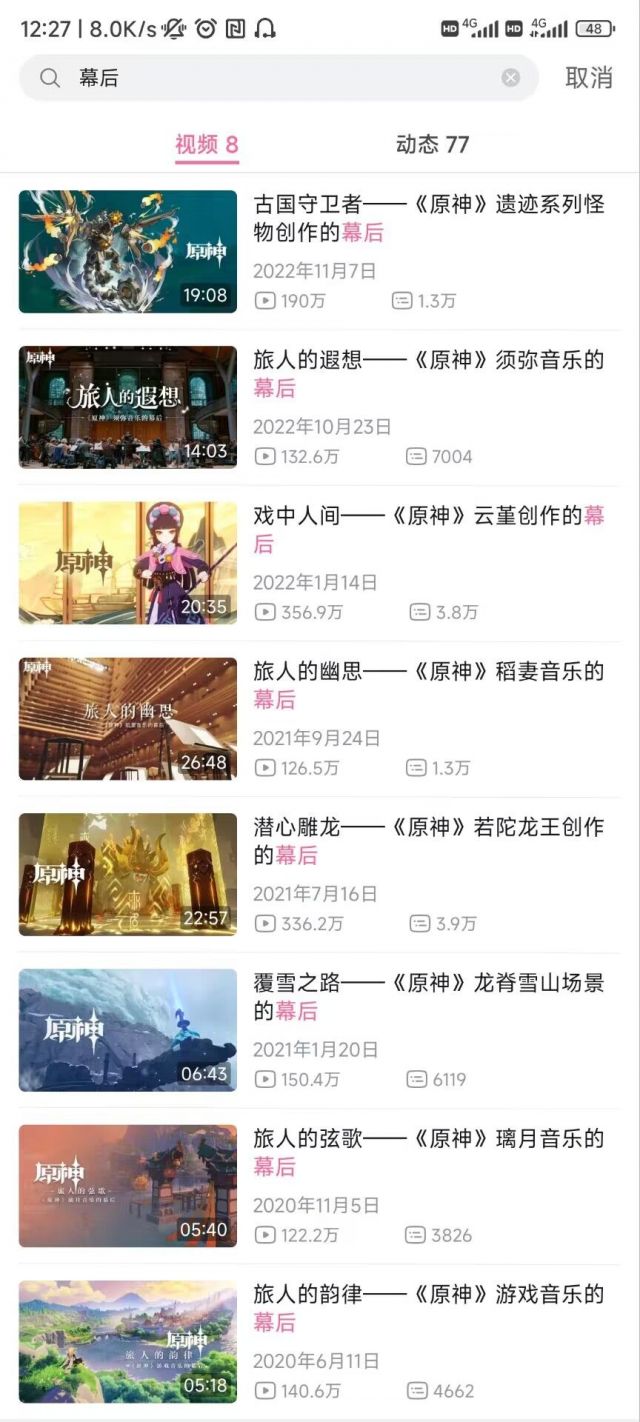 12:27 | 8.0K/s
HD 4G HD 4G 48
幕后
取消
视频 8
动态 77
原神
19:08
古国守卫者——《原神》遗迹系列怪
物创作的幕后
2022年11月7日
190万
1.3万
原神
旅人的遐想
《原神》须弥音乐的幕后
14:03
旅人的遐想——《原神》须弥音乐的
幕后
2022年10月23日
132.6万
7004
原神
20:35
戏中人间——《原神》云堇创作的幕
后
2022年1月14日
356.9万
3.8万
原神
旅人的幽思
《原神》稻妻音乐的幕后
26:48
旅人的幽思——《原神》稻妻音乐的
幕后
2021年9月24日
126.5万
1.3万
原神
22:57
潜心雕龙——《原神》若陀龙王创作
的幕后
2021年7月16日
336.2万
3.9万
原神
06:43
覆雪之路——《原神》龙脊雪山场景
的幕后
2021年1月20日
150.4万
6119
原神
旅人的弦歌
《原神》璃月音乐的幕后
05:40
旅人的弦歌——《原神》璃月音乐的
幕后
2020年11月5日
122.2万
3826
原神
旅人的韵律
《原神》游戏音乐的幕后
05:18
旅人的韵律——《原神》游戏音乐的
幕后
2020年6月11日
140.6万
4662